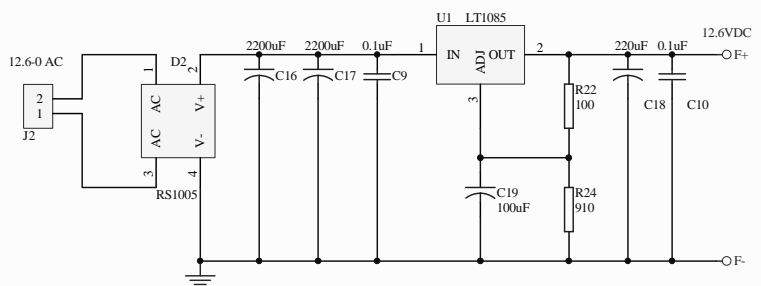 U1 LT1085
12.6VDC
2200uF 2200uF 0.1uF
220uF 0.1uF
12.6-0 AC
D2
1 2
1 IN OUT 2
ADJ
F+
C16 C17 C9
R22
100
2
1
J2
AC V+
AC V-
3
C18 C10
3 4
RS1005
C19
100uF
R24
910
F-